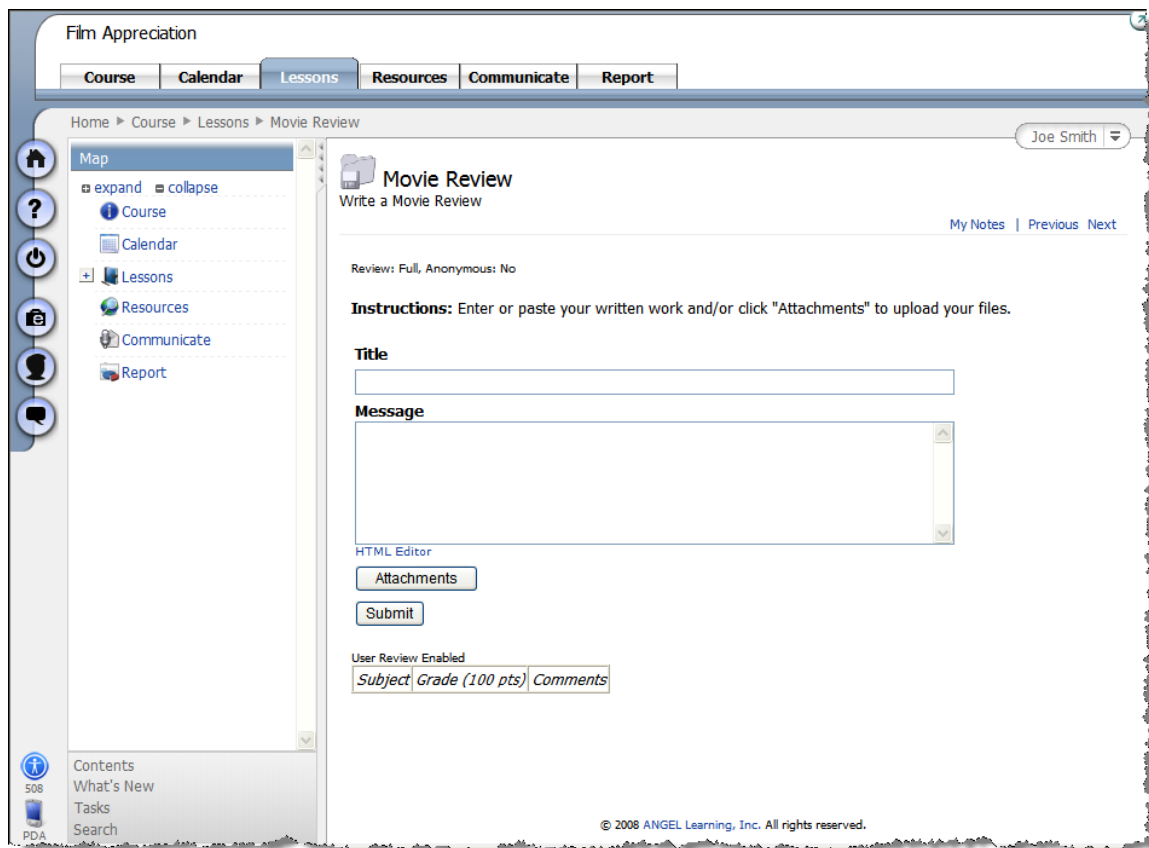 Film Appreciation
Course Calendar Lessons Resources Communicate Report
Home ► Course ► Lessons ► Movie Review
Joe Smith
Map
expand collapse
Course
Calendar
Lessons
Resources
Communicate
Report
Movie Review
Write a Movie Review
My Notes | Previous Next
Review: Full, Anonymous: No
Instructions: Enter or paste your written work and/or click "Attachments" to upload your files.
Title
Message
HTML Editor
Attachments
Submit
User Review Enabled
Subject Grade (100 pts) Comments
508
PDA
Contents
What's New
Tasks
Search
© 2008 ANGEL Learning, Inc. All rights reserved.